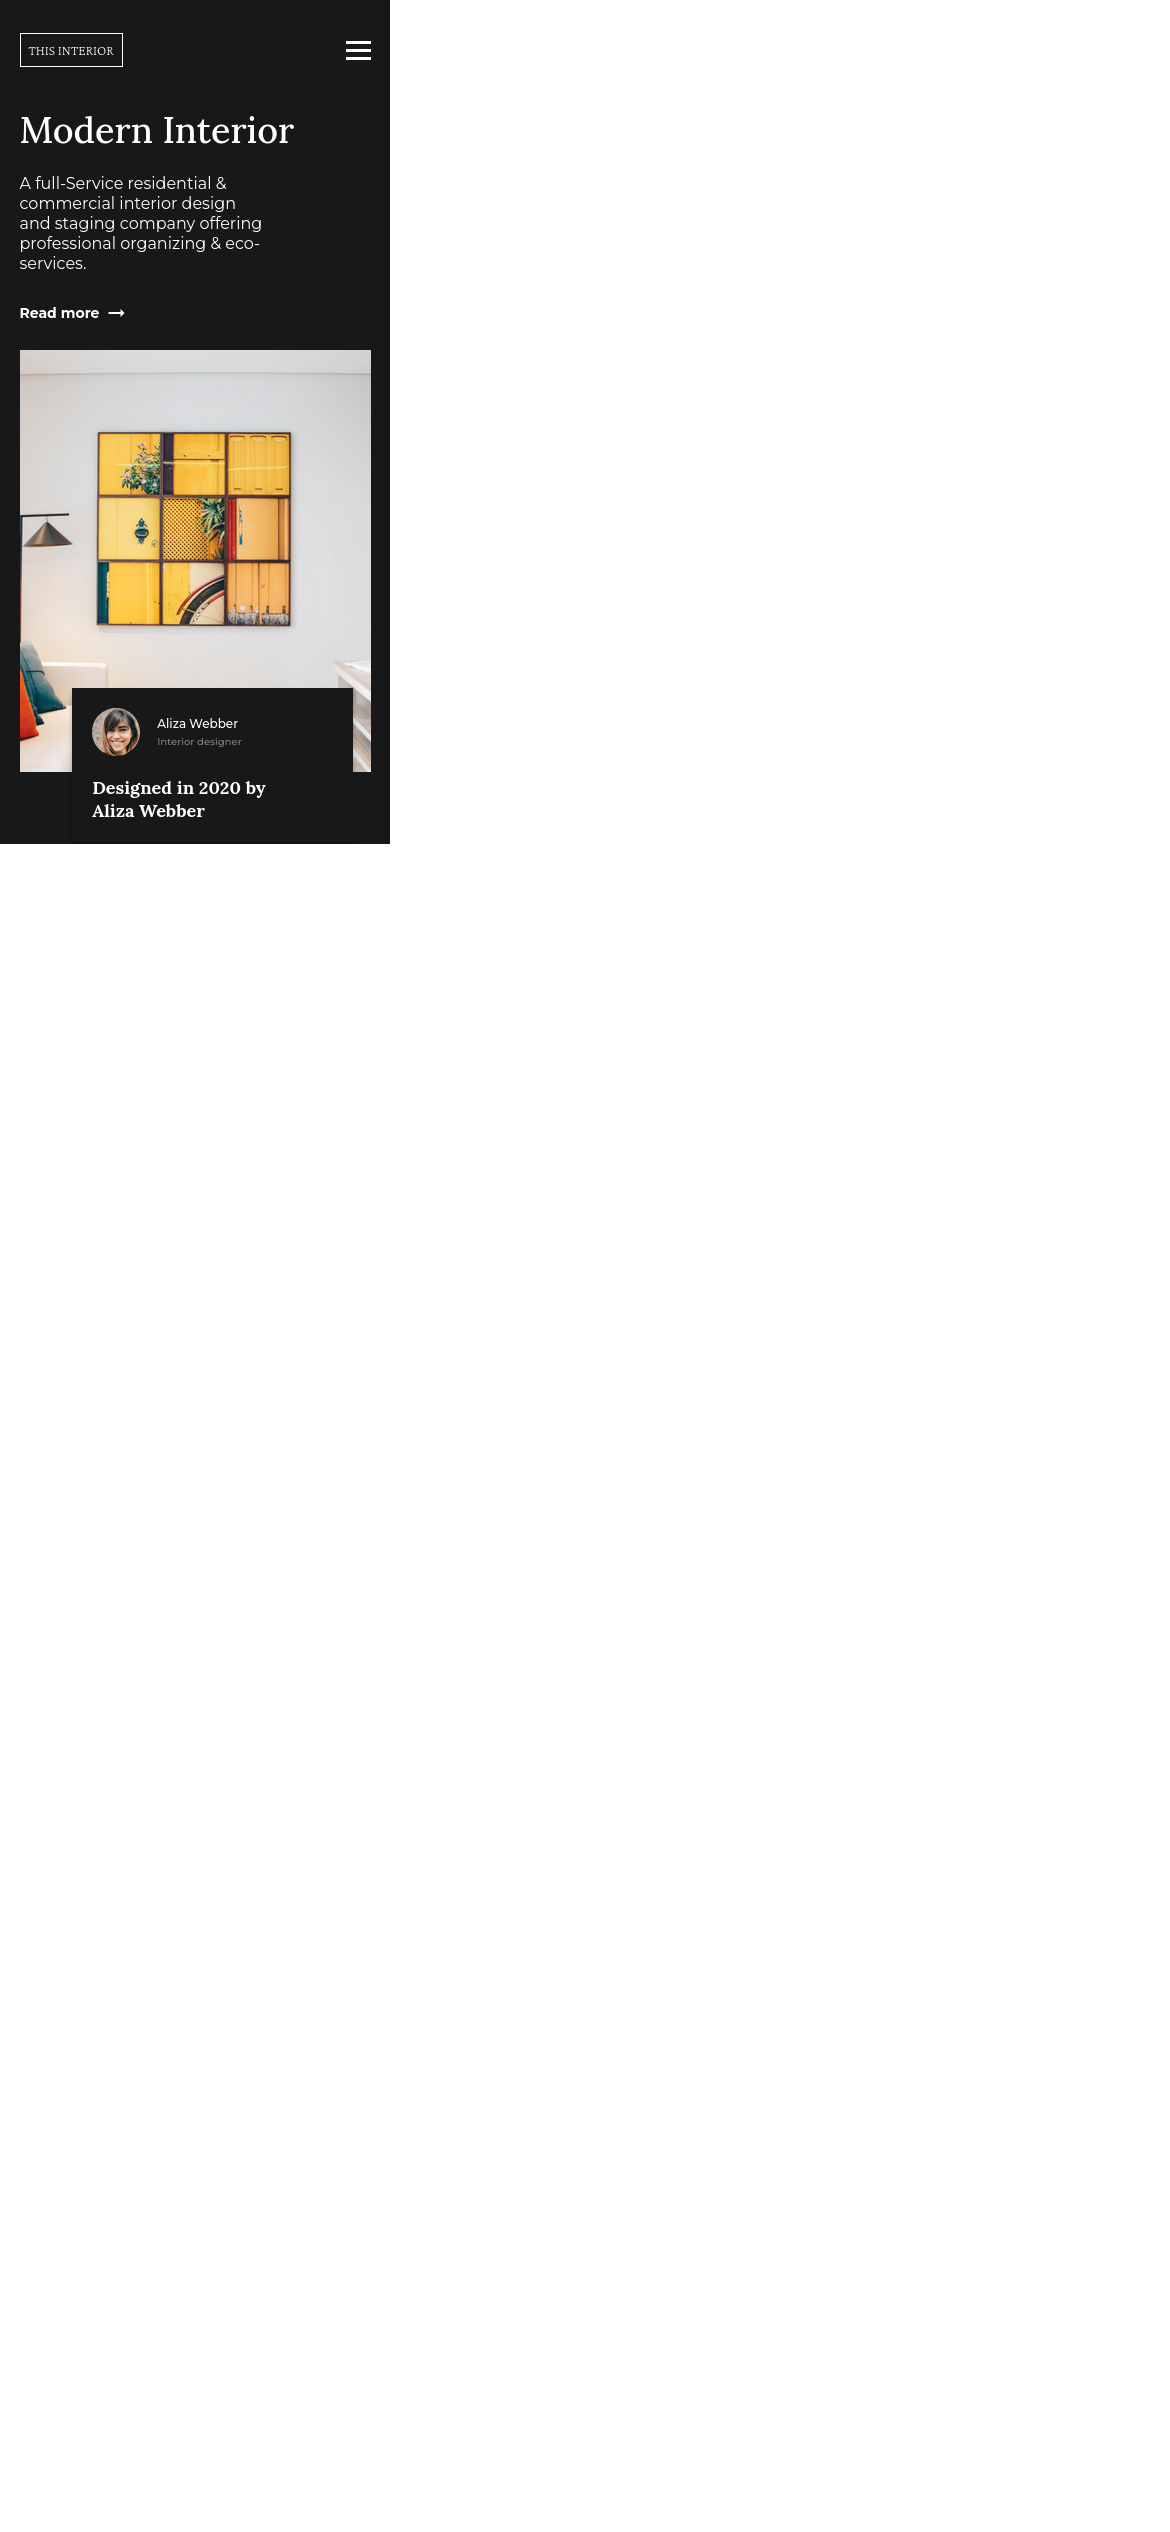 THIS INTERIOR
Modern Interior
A full-Service residential &
commercial interior design
and staging company offering
professional organizing & eco-
services.
Read more
Aliza Webber
Interior designer
Designed in 2020 by
Aliza Webber